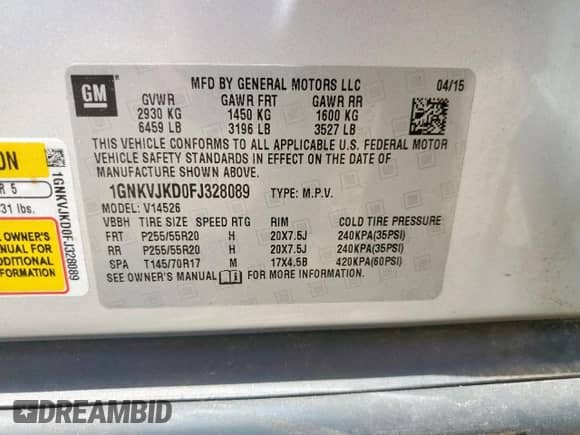 GM
MFD BY GENERAL MOTORS LLC 04/15
GVWR GAWR FRT GAWR RR
2930 KG 1450 KG 1600 KG
6459 LB 3196 LB 3527 LB
THIS VEHICLE CONFORMS TO ALL APPLICABLE U.S. FEDERAL MOTOR
VEHICLE SAFETY STANDARDS IN EFFECT ON THE DATE OF
MANUFACTURE SHOWN ABOVE.
1GNKVJKD0FJ328089 TYPE: M.P.V.
MODEL: V14526
VBBH TIRE SIZE SPEED RTG RIM COLD TIRE PRESSURE
FRT P255/55R20 H 20X7.5J 240KPA(35PSI)
RR P255/55R20 H 20X7.5J 240KPA(35PSI)
SPA T145/70R17 M 17X4.5B 420KPA(60PSI)
SEE OWNER'S MANUAL FOR MORE INFORMATION.
ON
R 5
31 lbs.
OWNER'S
MANUAL FOR
ADDITIONAL
FORMATION
1GNKVJKD0FJ328089
DREAMBID